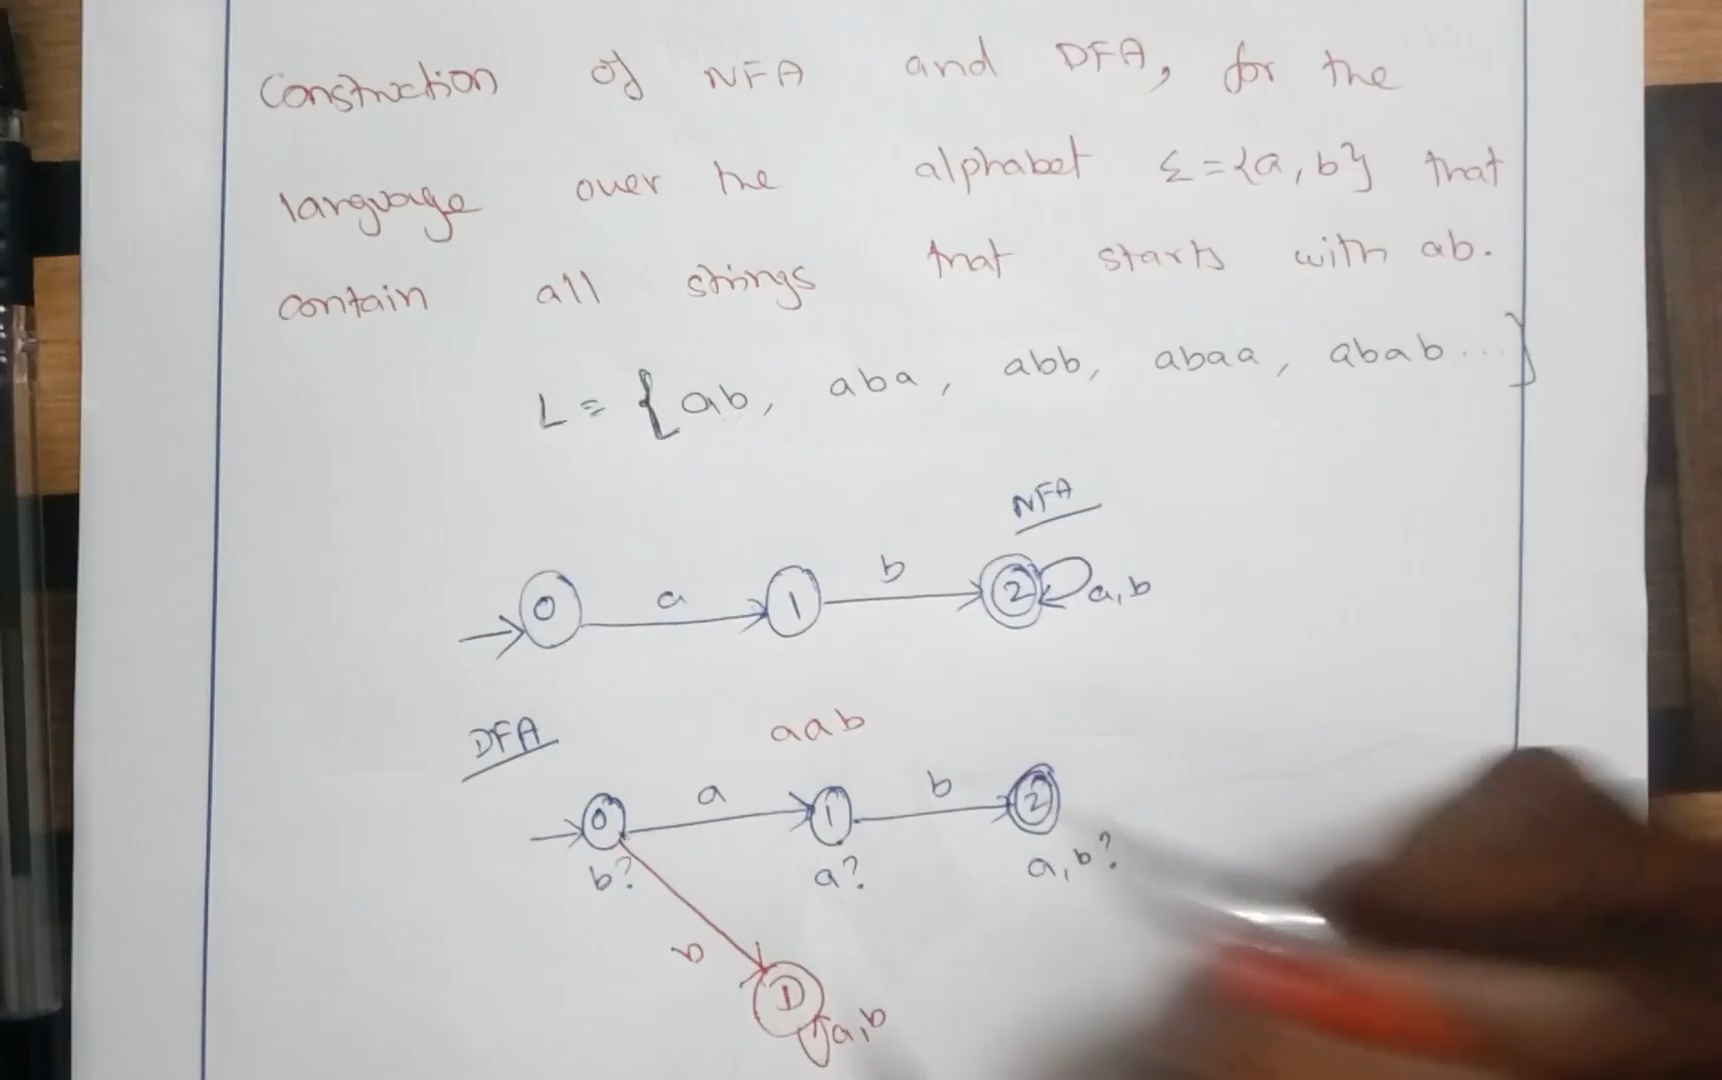 Construction of NFA and DFA, for the
language over the alphabet Σ={a,b} that
contain all strings that starts with ab.
L = {ab, aba, abb, abaa, abab...}
NFA
0 a 1 b 2 a,b
DFA
aab
0 a 1 b 2
b? a? a,b?
b
D
a,b